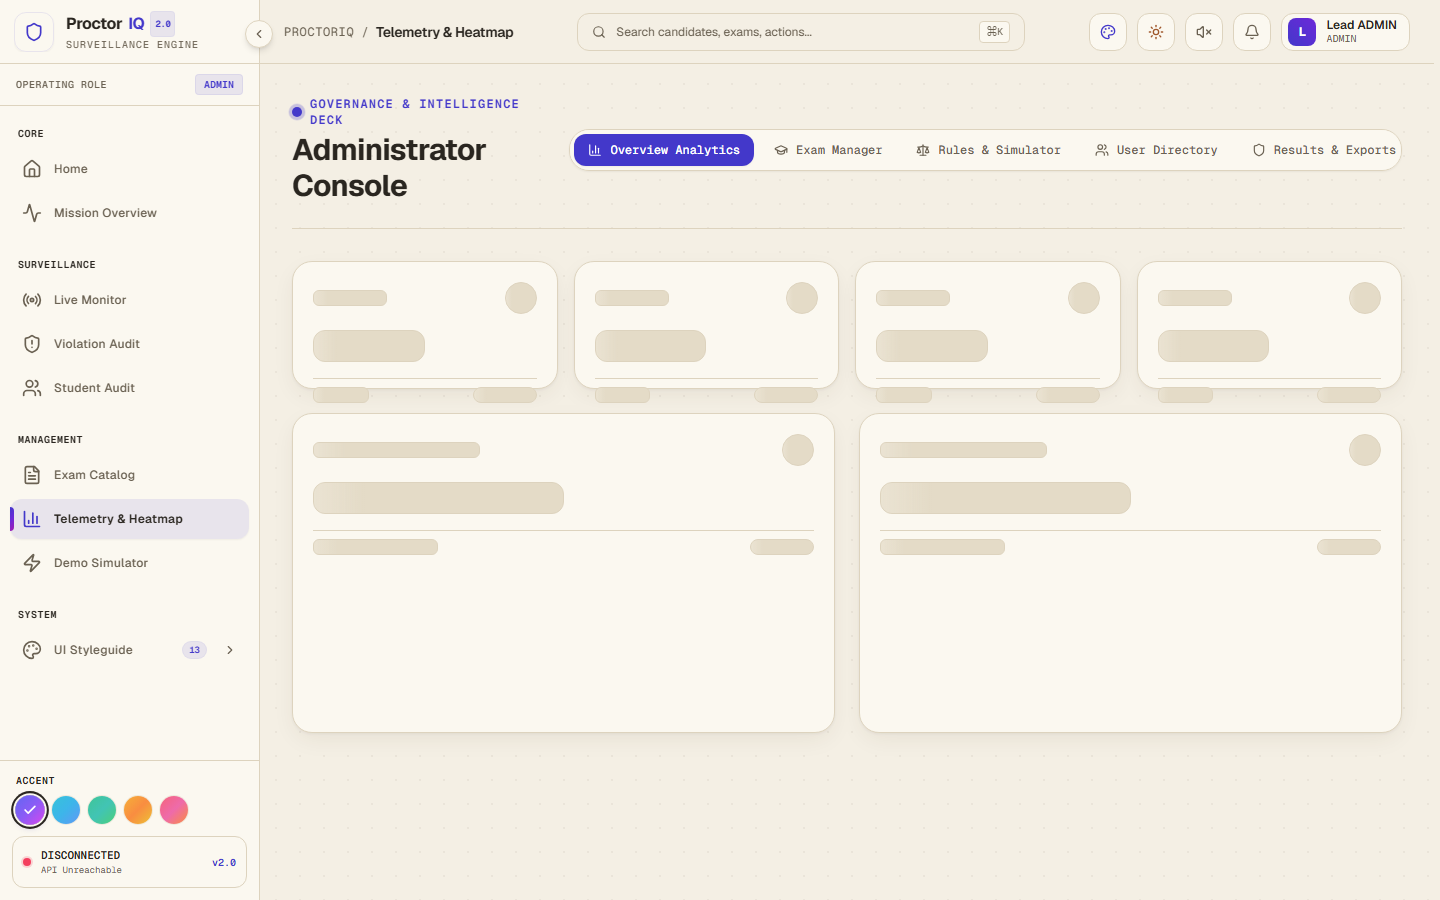 Proctor IQ 2.0
SURVEILLANCE ENGINE
OPERATING ROLE
ADMIN
CORE
Home
Mission Overview
SURVEILLANCE
Live Monitor
Violation Audit
Student Audit
MANAGEMENT
Exam Catalog
Telemetry & Heatmap
Demo Simulator
SYSTEM
UI Styleguide
13
ACCENT
DISCONNECTED
API Unreachable
v2.0
PROCTORIQ / Telemetry & Heatmap
Search candidates, exams, actions...
⌘K
L
Lead ADMIN
ADMIN
GOVERNANCE & INTELLIGENCE
DECK
Administrator
Console
Overview Analytics
Exam Manager
Rules & Simulator
User Directory
Results & Exports